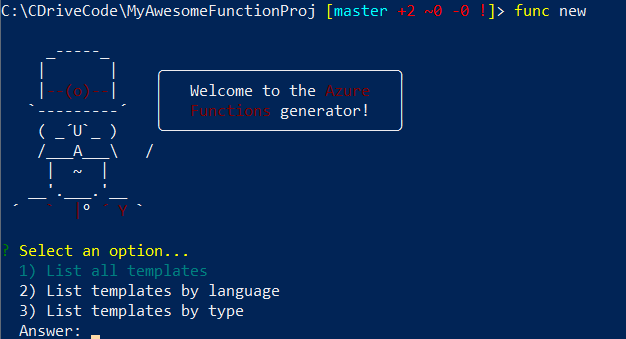 C:\CDriveCode\MyAwesomeFunctionProj [master +2 ~0 -0 !]> func new
Welcome to the Azure
Functions generator!
? Select an option...
1) List all templates
2) List templates by language
3) List templates by type
Answer: